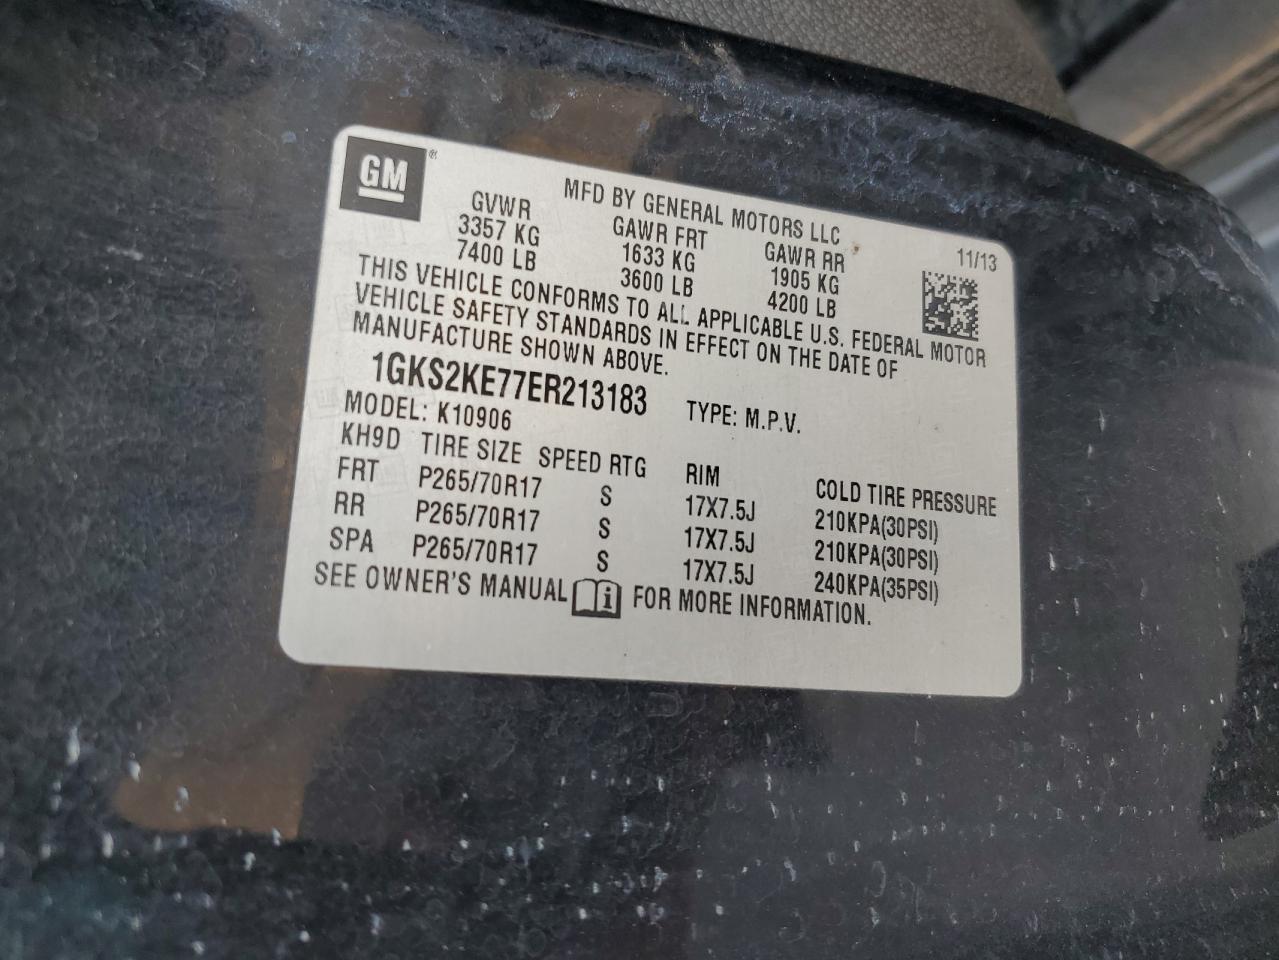 GM®
MFD BY GENERAL MOTORS LLC
GVWR GAWR FRT GAWR RR 11/13
3357 KG 1633 KG 1905 KG
7400 LB 3600 LB 4200 LB
THIS VEHICLE CONFORMS TO ALL APPLICABLE U.S. FEDERAL MOTOR
VEHICLE SAFETY STANDARDS IN EFFECT ON THE DATE OF
MANUFACTURE SHOWN ABOVE.
1GKS2KE77ER213183 TYPE: M.P.V.
MODEL: K10906
KH9D TIRE SIZE SPEED RTG RIM COLD TIRE PRESSURE
FRT P265/70R17 S 17X7.5J 210KPA(30PSI)
RR P265/70R17 S 17X7.5J 210KPA(30PSI)
SPA P265/70R17 S 17X7.5J 240KPA(35PSI)
SEE OWNER'S MANUAL i FOR MORE INFORMATION.